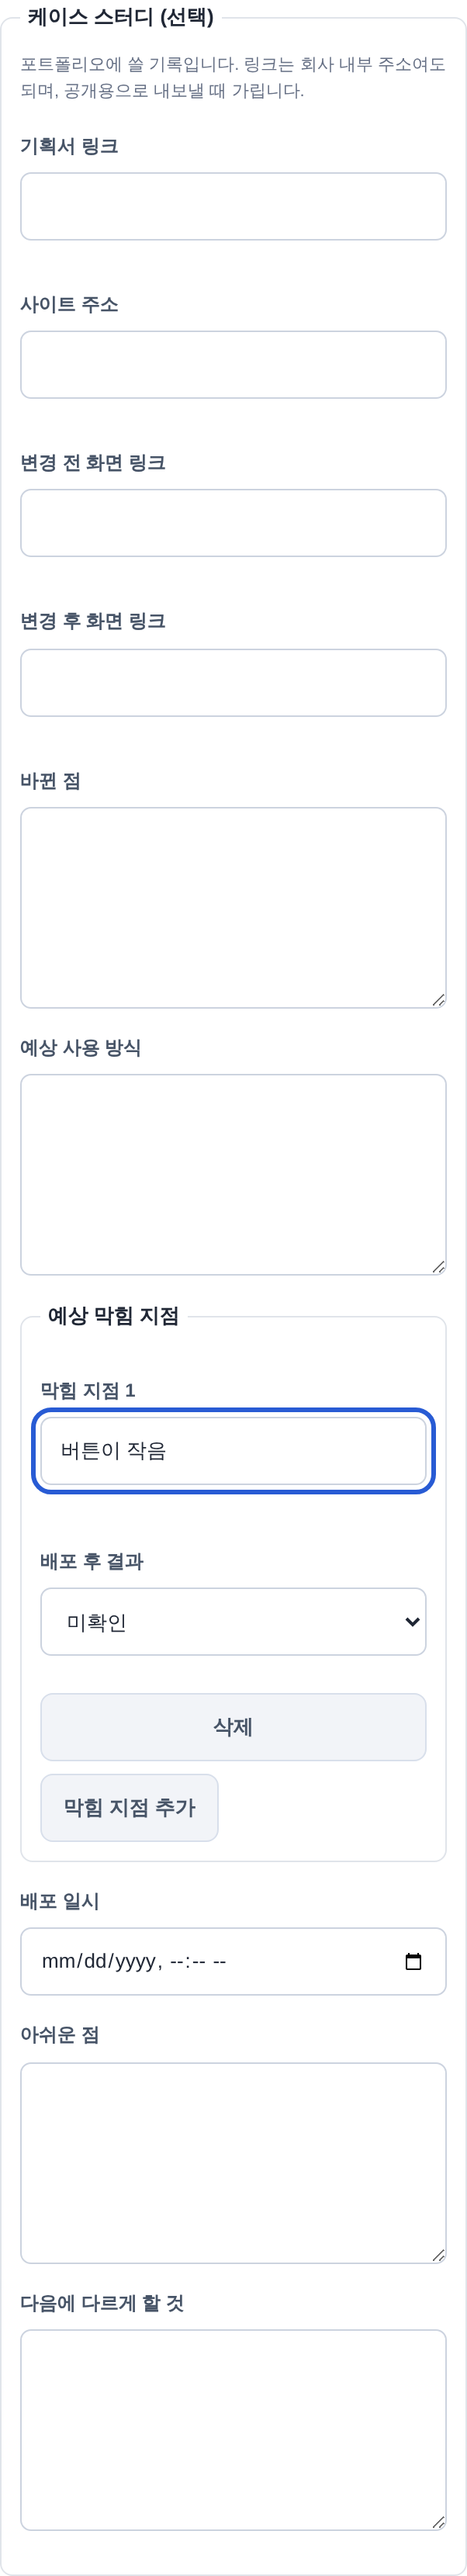 케이스 스터디 (선택)
포트폴리오에 쓸 기록입니다. 링크는 회사 내부 주소여도
되며, 공개용으로 내보낼 때 가립니다.
기획서 링크
사이트 주소
변경 전 화면 링크
변경 후 화면 링크
바뀐 점
예상 사용 방식
예상 막힘 지점
막힘 지점 1
버튼이 작음
배포 후 결과
미확인
삭제
막힘 지점 추가
배포 일시
mm/dd/yyyy, --:-- --
아쉬운 점
다음에 다르게 할 것